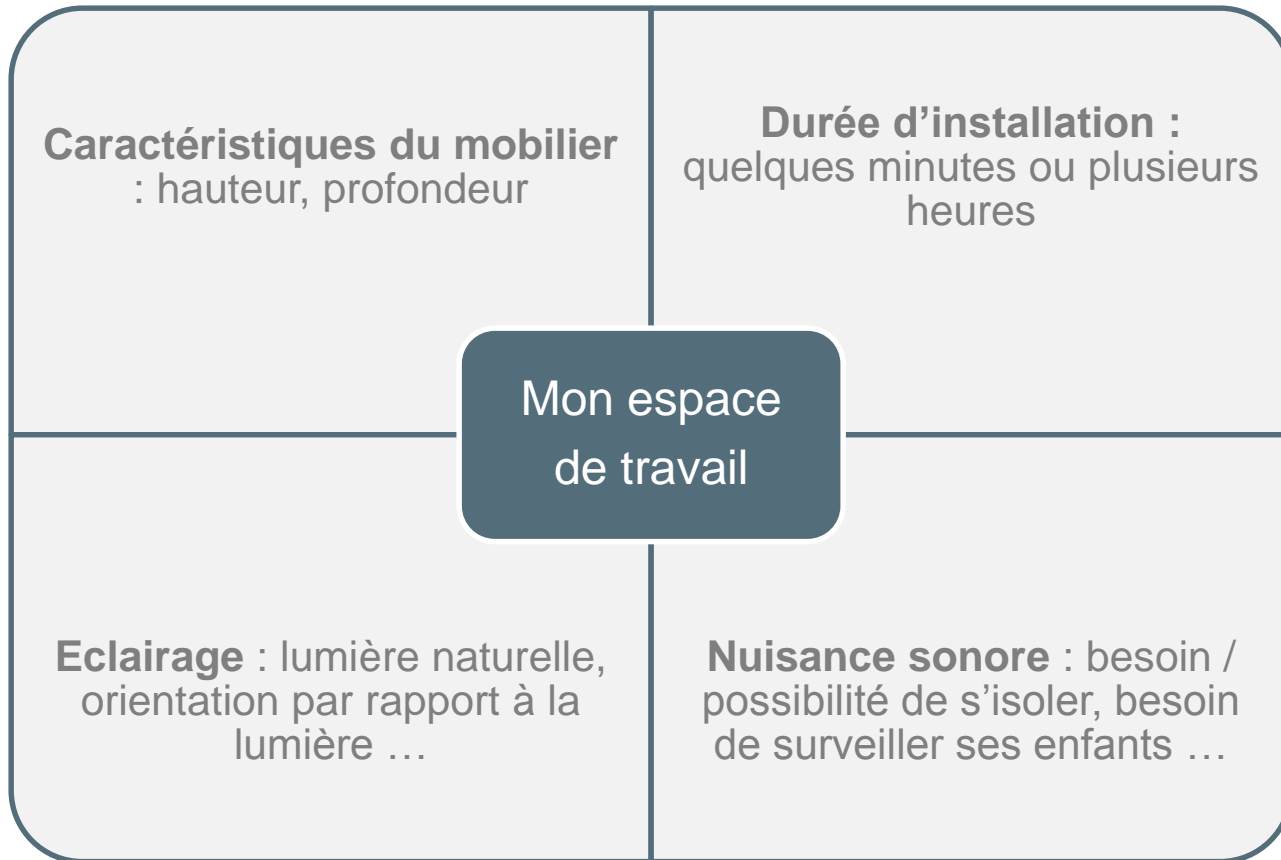 Caractéristiques du mobilier
: hauteur, profondeur
Durée d’installation :
quelques minutes ou plusieurs
heures
Mon espace
de travail
Eclairage : lumière naturelle,
orientation par rapport à la
lumière …
Nuisance sonore : besoin /
possibilité de s’isoler, besoin
de surveiller ses enfants …